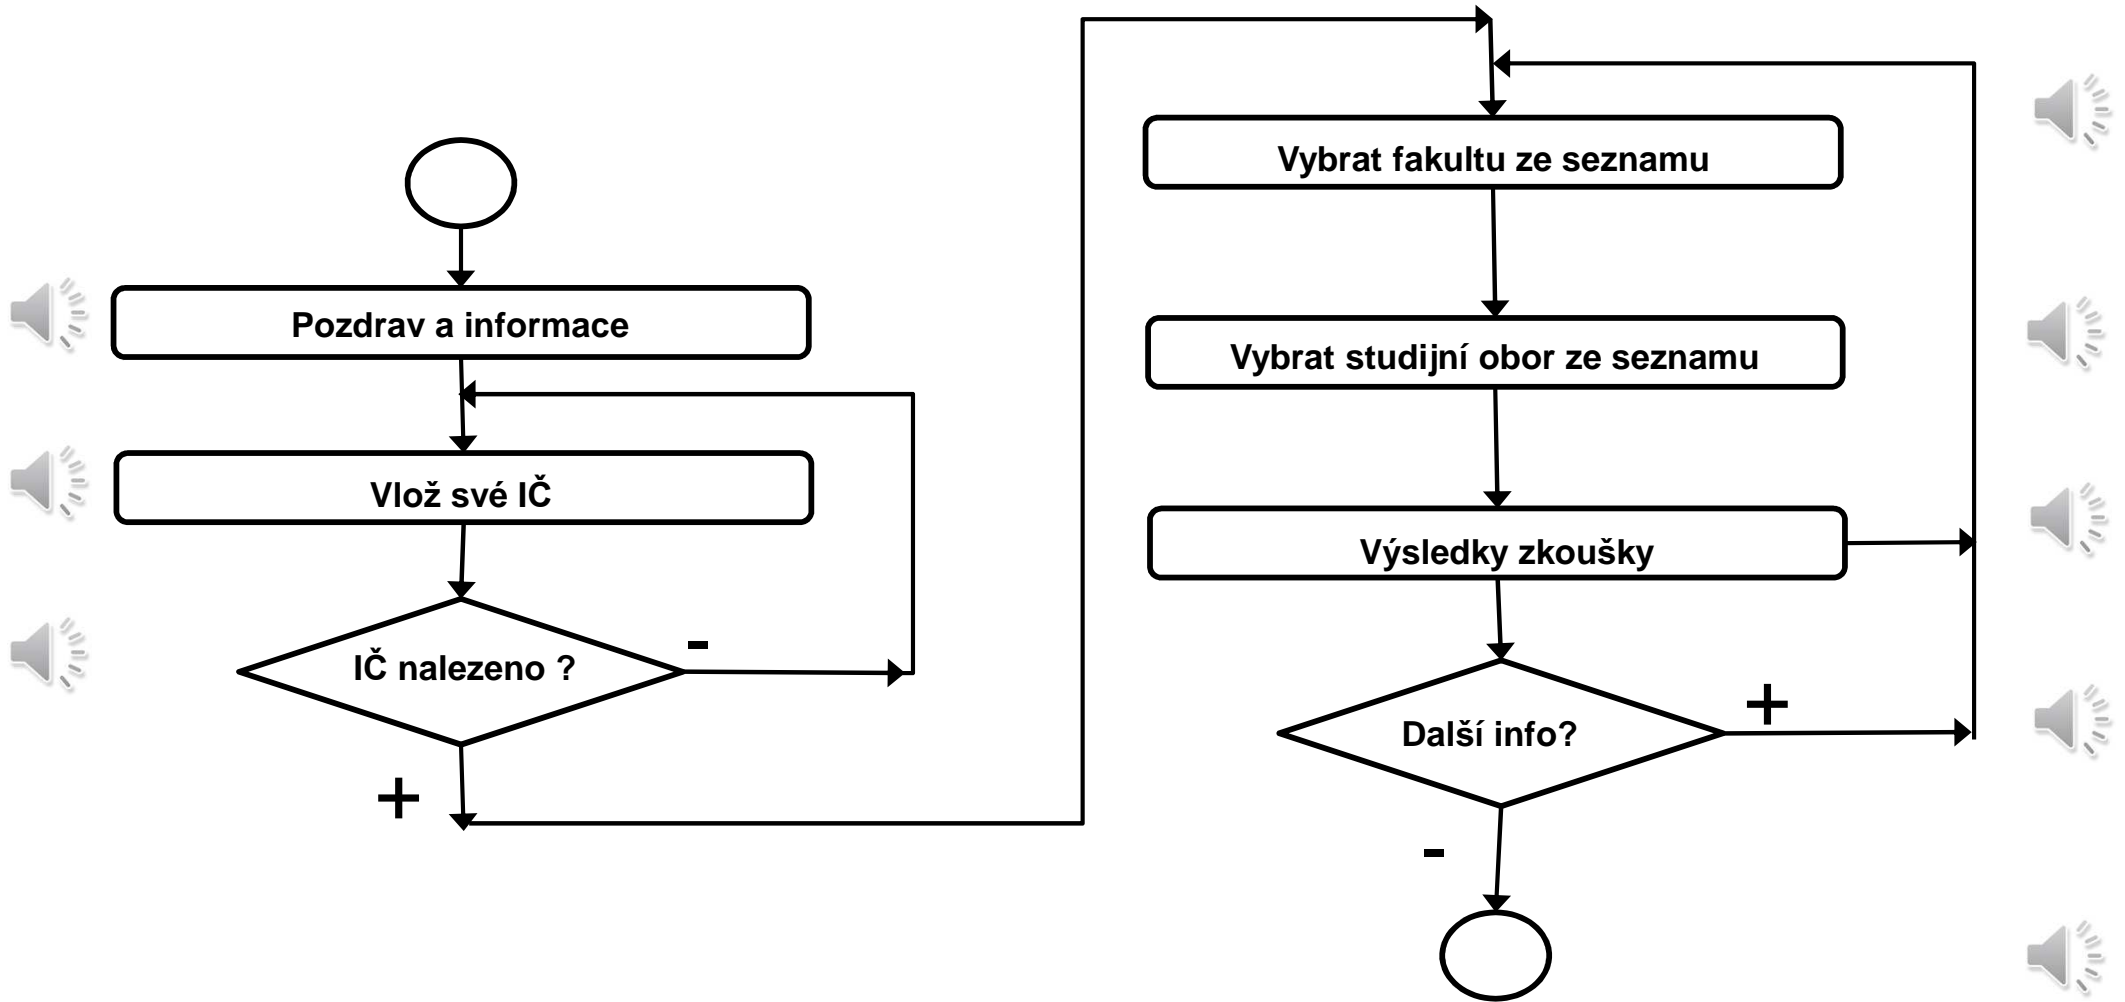 Pozdrav a informace
Vlož své IČ
IČ nalezeno ?
-
+
Vybrat fakultu ze seznamu
Vybrat studijní obor ze seznamu
Výsledky zkoušky
Další info?
+
-